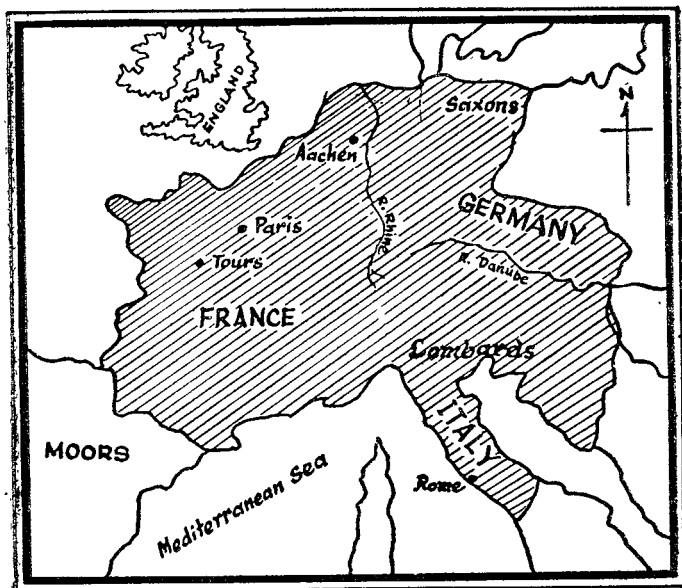 ENGLAND
Saxons
N
Aachen
R. Rhine
GERMANY
Paris
Tours
R. Danube
FRANCE
Lombards
ITALY
MOORS
Rome
Mediterranean Sea